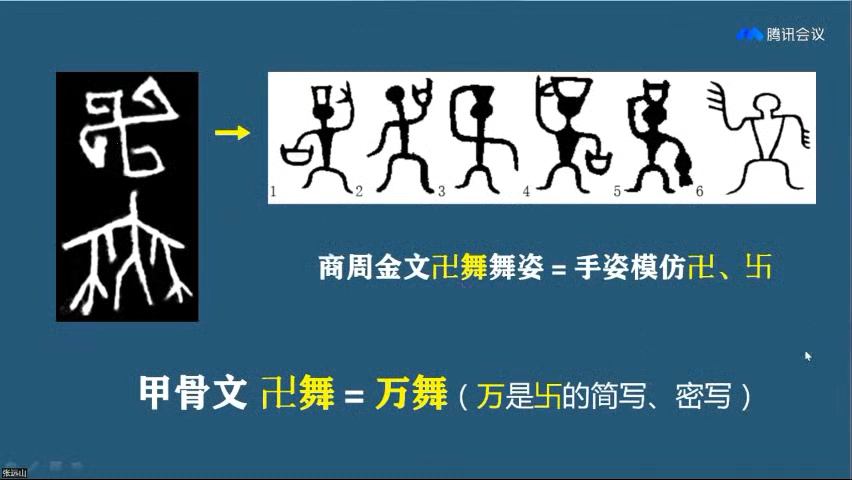 腾讯会议
1 2 3 4 5 6
商周金文卍舞舞姿=手姿模仿卍、卐
甲骨文 卍舞=万舞（万是卐的简写、密写）
张远山